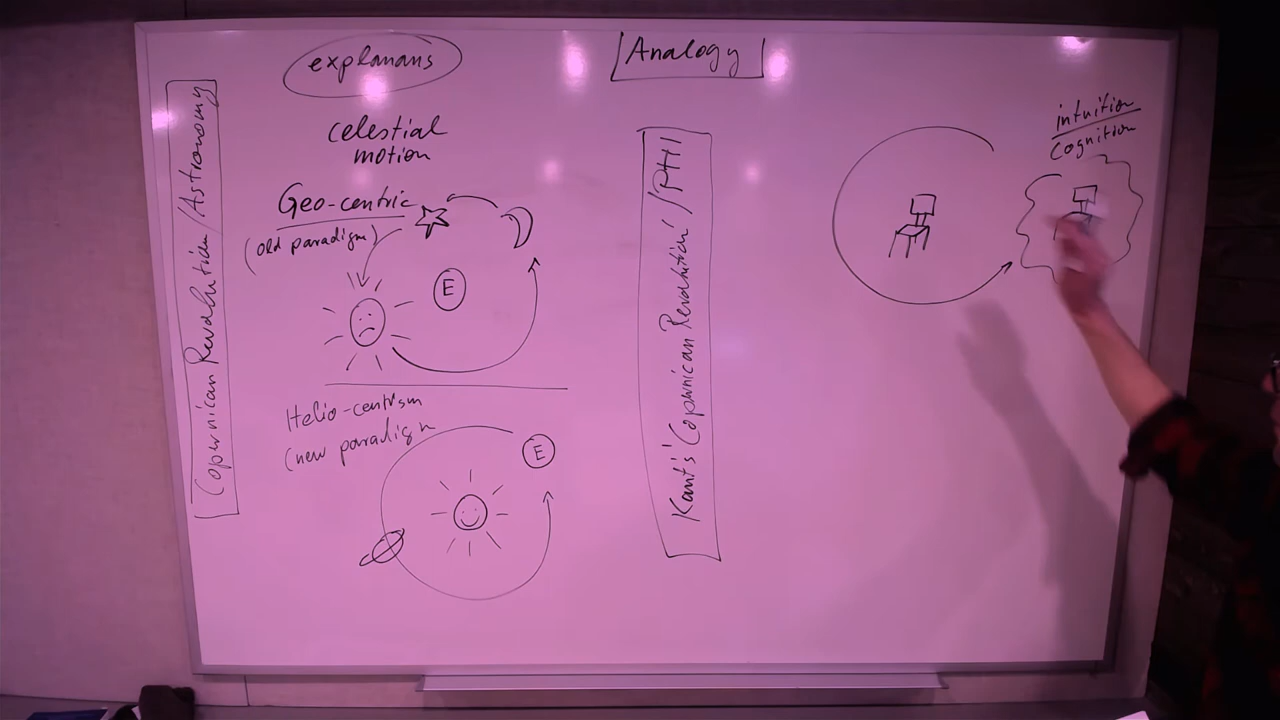 explanans
Analogy
Copernican Revolution/Astronomy
celestial
motion
Geo-centric
(old paradigm)
E
Helio-centrism
(new paradigm
E
Kant's 'Copernican Revolution'/PHI
intuition
Cognition